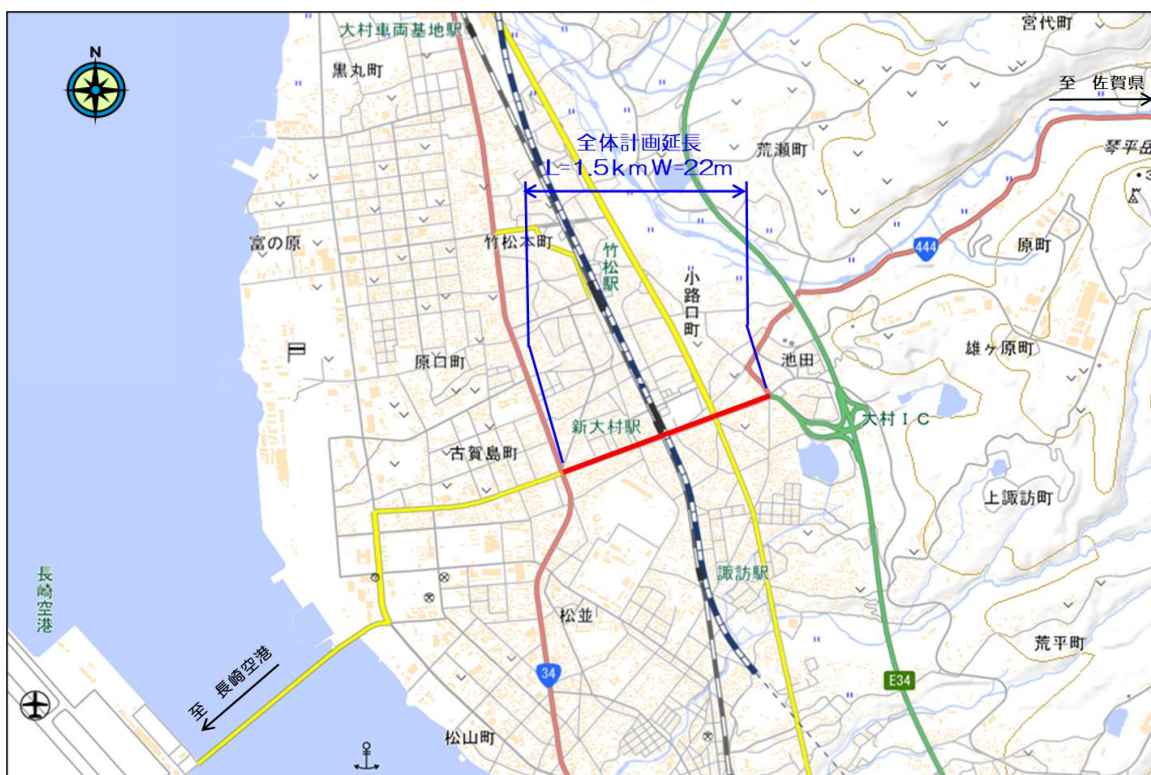 大村車両基地駅
宮代町
N
黒丸町
至 佐賀県
全体計画延長
L=1.5km W=22m
荒瀬町
琴平岳
3
富の原
竹松本町
竹松駅
444
原町
小路口町
原口町
池田
雄ヶ原町
新大村駅
大村IC
古賀島町
上諏訪町
長崎空港
諏訪駅
松並
荒平町
34
E34
至 長崎空港
松山町